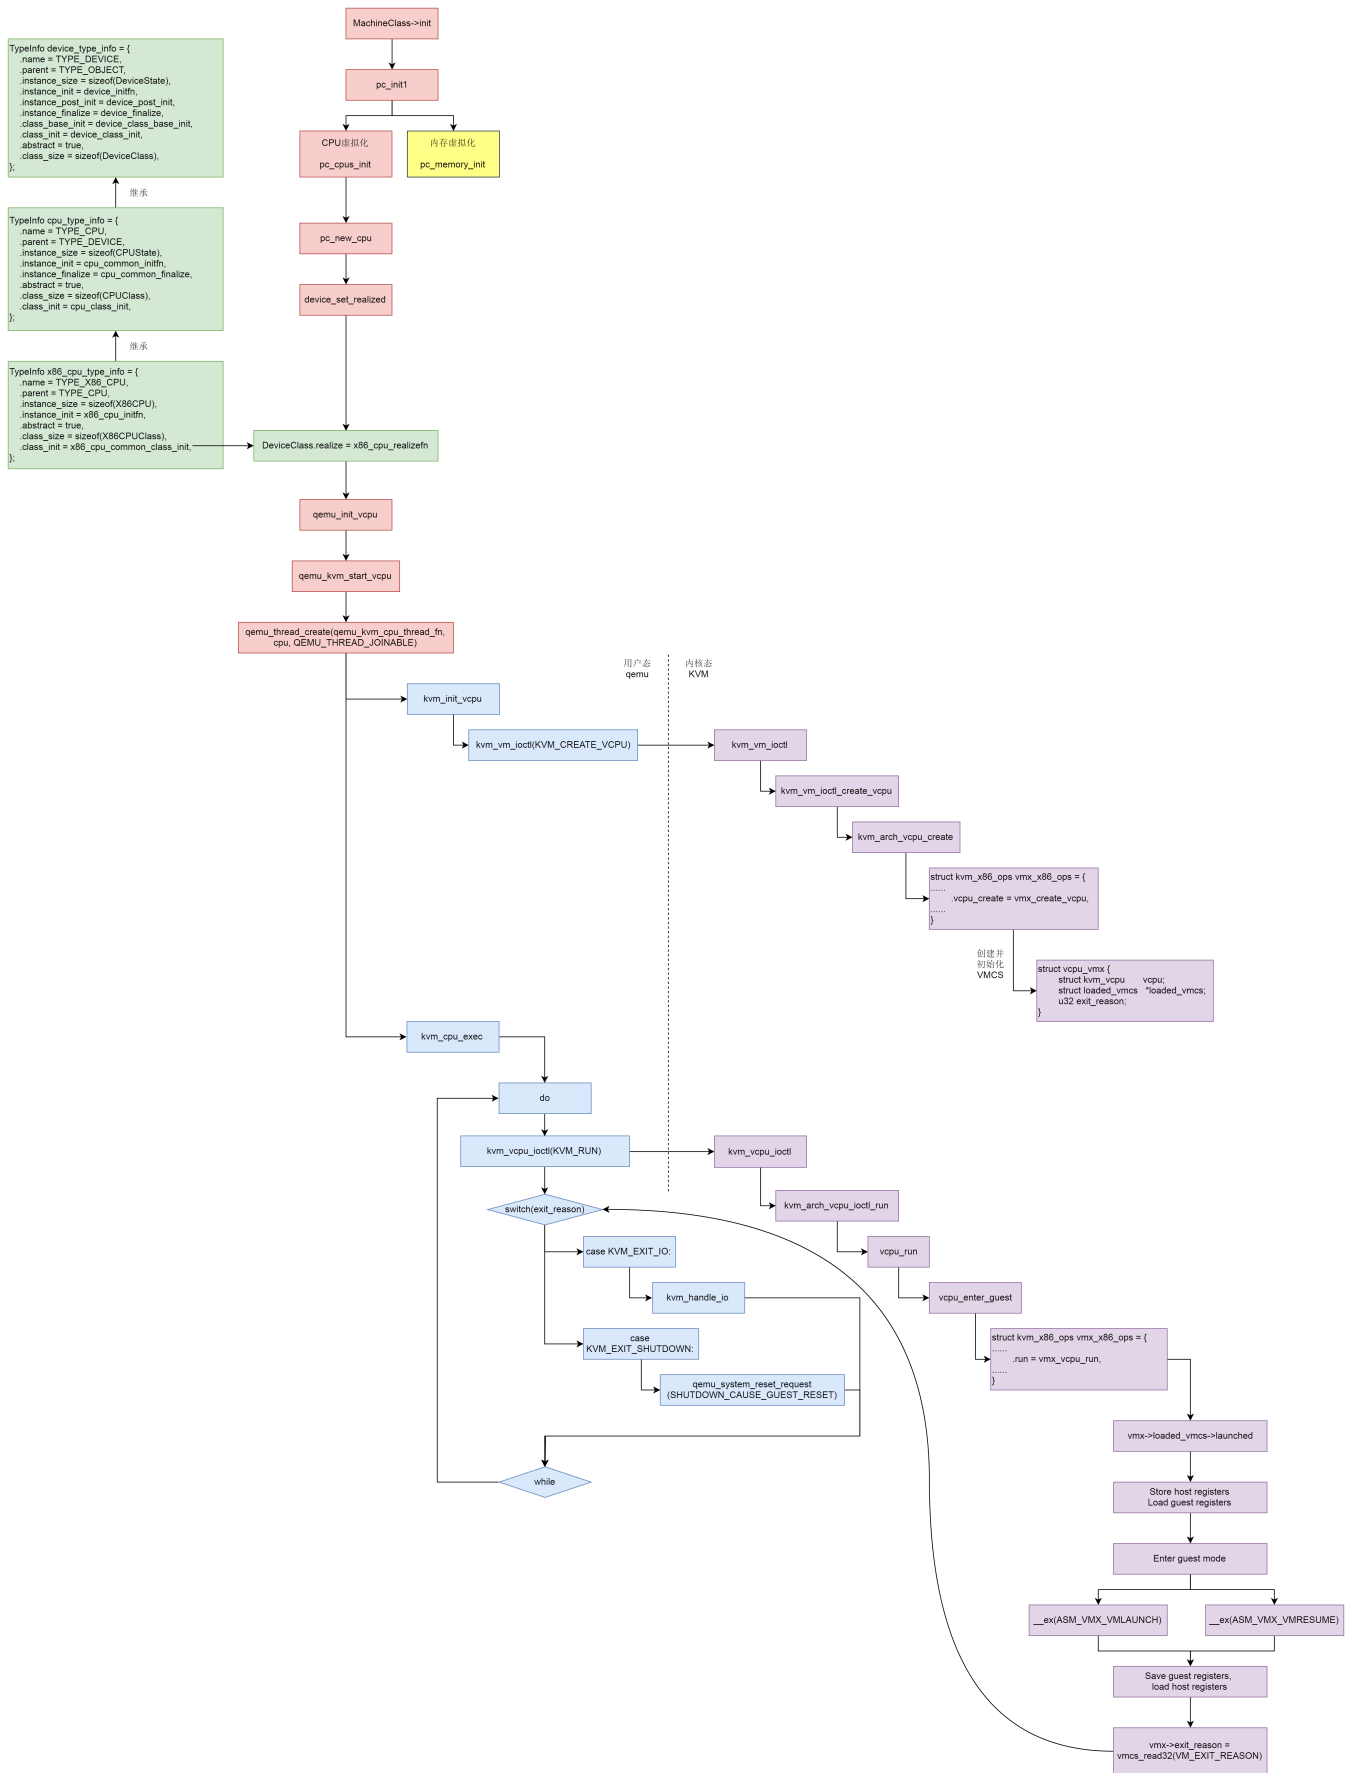 MachineClass->init
pc_init1
CPU虚拟化
pc_cpus_init
内存虚拟化
pc_memory_init
pc_new_cpu
device_set_realized
TypeInfo device_type_info = {
.name = TYPE_DEVICE,
.parent = TYPE_OBJECT,
.instance_size = sizeof(DeviceState),
.instance_init = device_initfn,
.instance_post_init = device_post_init,
.instance_finalize = device_finalize,
.class_base_init = device_class_base_init,
.class_init = device_class_init,
.abstract = true,
.class_size = sizeof(DeviceClass),
};
继承
TypeInfo cpu_type_info = {
.name = TYPE_CPU,
.parent = TYPE_DEVICE,
.instance_size = sizeof(CPUState),
.instance_init = cpu_common_initfn,
.instance_finalize = cpu_common_finalize,
.abstract = true,
.class_size = sizeof(CPUClass),
.class_init = cpu_class_init,
};
继承
TypeInfo x86_cpu_type_info = {
.name = TYPE_X86_CPU,
.parent = TYPE_CPU,
.instance_size = sizeof(X86CPU),
.instance_init = x86_cpu_initfn,
.abstract = true,
.class_size = sizeof(X86CPUClass),
.class_init = x86_cpu_common_class_init,
};
DeviceClass.realize = x86_cpu_realizefn
qemu_init_vcpu
qemu_kvm_start_vcpu
qemu_thread_create(qemu_kvm_cpu_thread_fn,
cpu, QEMU_THREAD_JOINABLE)
用户态
qemu
内核态
KVM
kvm_init_vcpu
kvm_vm_ioctl(KVM_CREATE_VCPU)
kvm_vm_ioctl
kvm_vm_ioctl_create_vcpu
kvm_arch_vcpu_create
struct kvm_x86_ops vmx_x86_ops = {
......
.vcpu_create = vmx_create_vcpu,
......
}
创建并
初始化
VMCS
struct vcpu_vmx {
struct kvm_vcpu vcpu;
struct loaded_vmcs *loaded_vmcs;
u32 exit_reason;
}
kvm_cpu_exec
do
kvm_vcpu_ioctl(KVM_RUN)
kvm_vcpu_ioctl
switch(exit_reason)
kvm_arch_vcpu_ioctl_run
case KVM_EXIT_IO:
vcpu_run
kvm_handle_io
vcpu_enter_guest
case
KVM_EXIT_SHUTDOWN:
struct kvm_x86_ops vmx_x86_ops = {
......
.run = vmx_vcpu_run,
......
}
qemu_system_reset_request
(SHUTDOWN_CAUSE_GUEST_RESET)
while
vmx->loaded_vmcs->launched
Store host registers
Load guest registers
Enter guest mode
__ex(ASM_VMX_VMLAUNCH)
__ex(ASM_VMX_VMRESUME)
Save guest registers,
load host registers
vmx->exit_reason =
vmcs_read32(VM_EXIT_REASON)